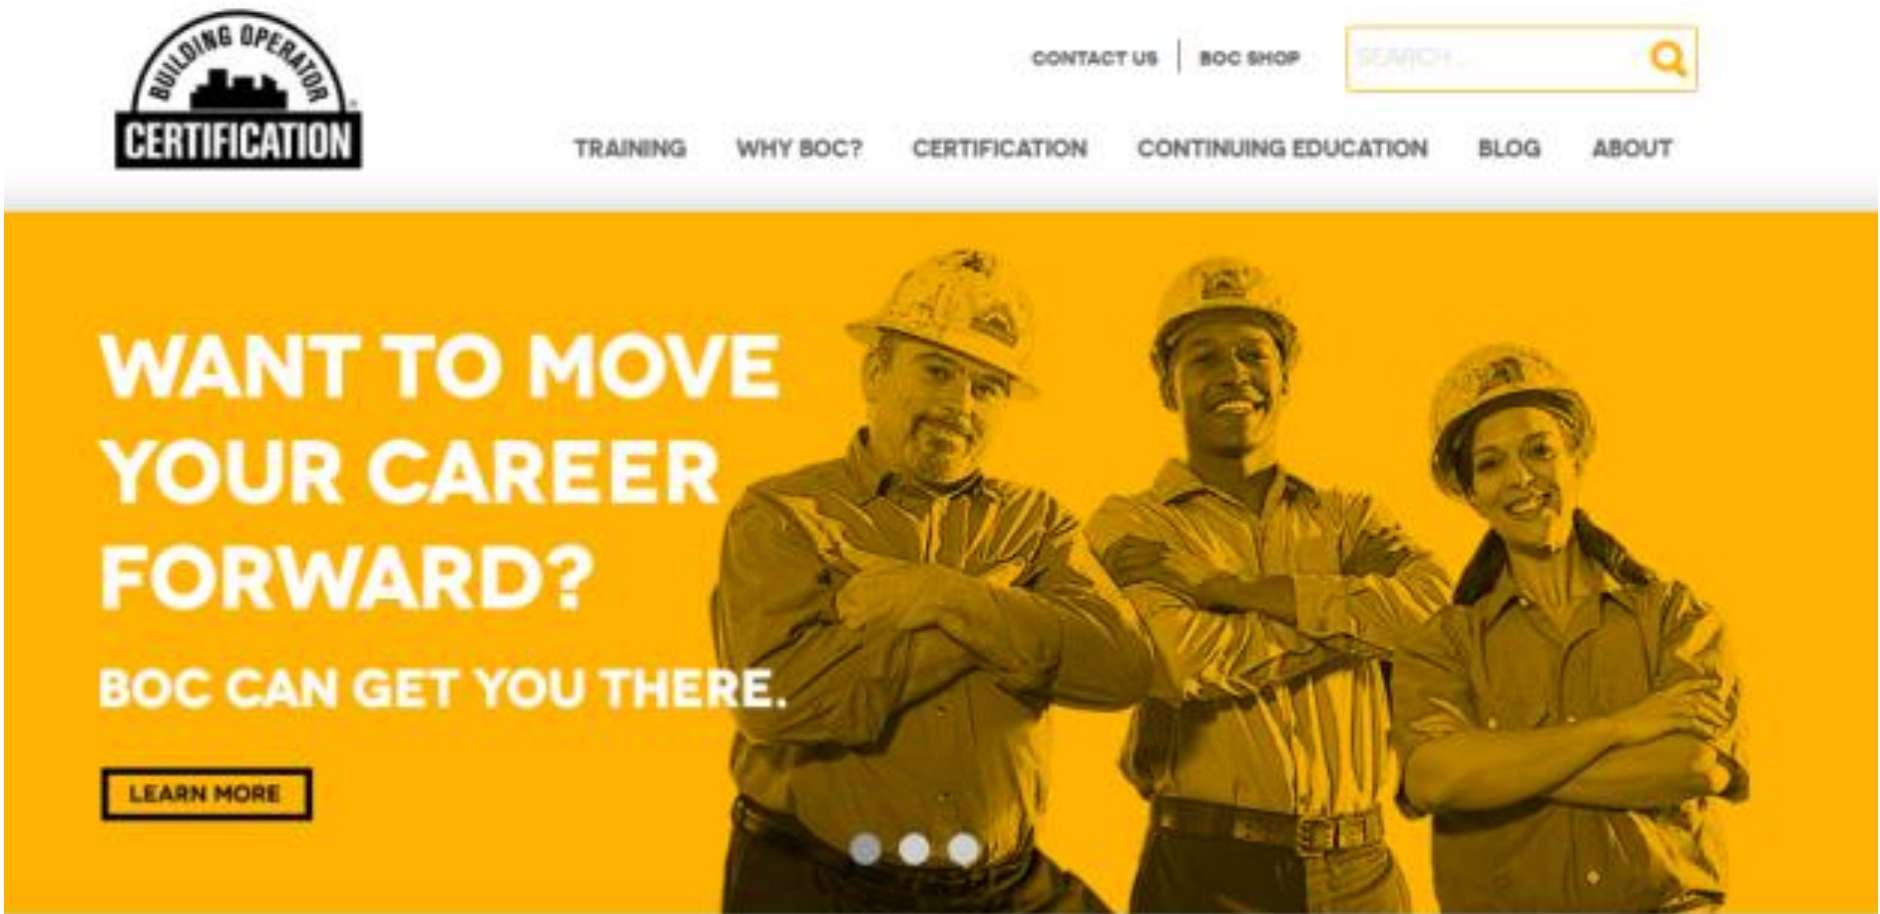 BUILDING OPERATOR
CERTIFICATION
CONTACT US
BOC SHOP
SEARCH ...
TRAINING
WHY BOC?
CERTIFICATION
CONTINUING EDUCATION
BLOG
ABOUT
WANT TO MOVE
YOUR CAREER
FORWARD?
BOC CAN GET YOU THERE.
LEARN MORE